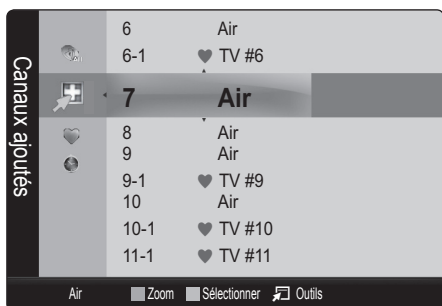 Canaux ajoutés
6 Air
6-1 ♥ TV #6
7 Air
8 Air
9 Air
9-1 ♥ TV #9
10 Air
10-1 ♥ TV #10
11-1 ♥ TV #11
Air Zoom Sélectionner Outils